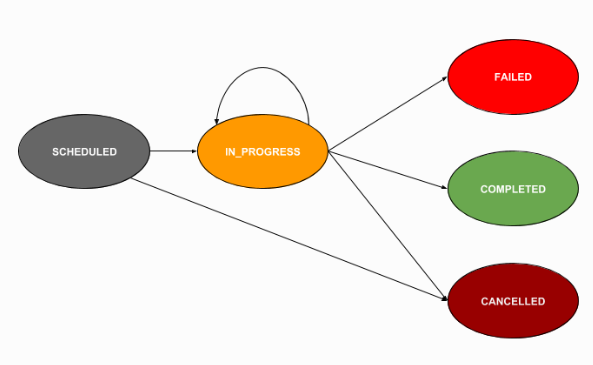 SCHEDULED
IN_PROGRESS
FAILED
COMPLETED
CANCELLED